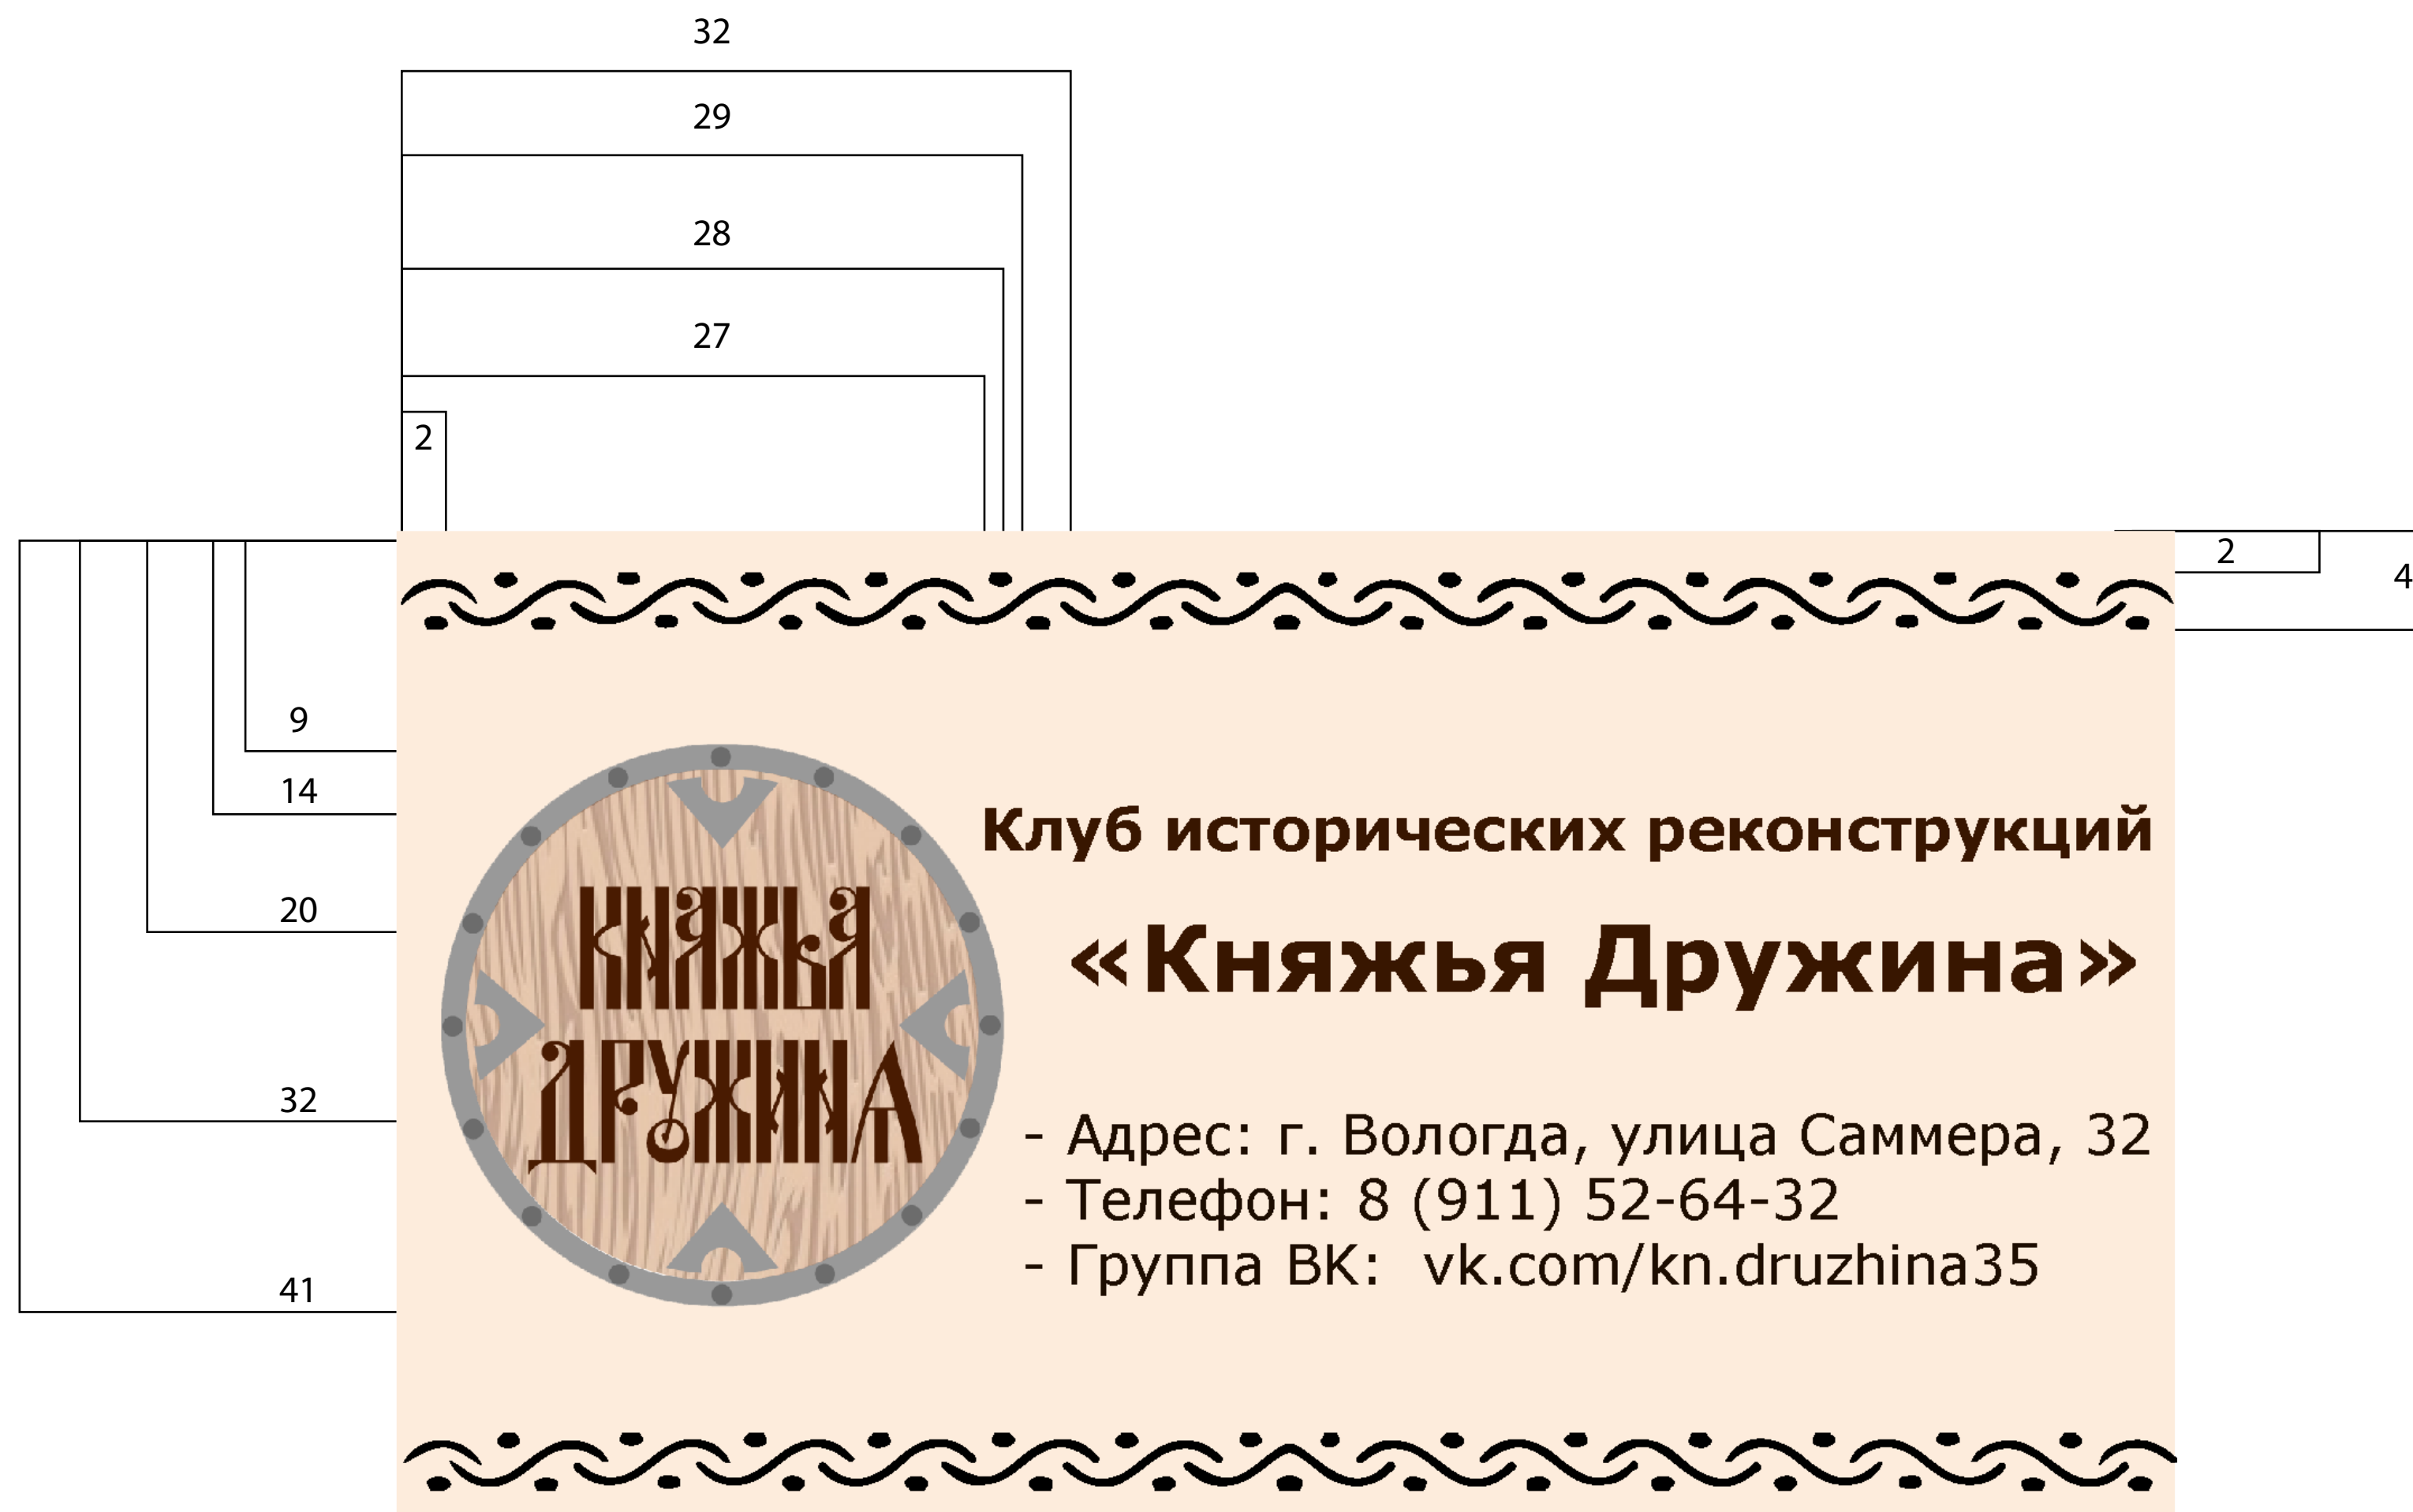 32
29
28
27
2
2
4
9
14
20
32
41
КНЯЖЬЯ
ДРУЖИНА
Клуб исторических реконструкций
«Княжья Дружина»
- Адрес: г. Вологда, улица Саммера, 32
- Телефон: 8 (911) 52-64-32
- Группа ВК:  vk.com/kn.druzhina35